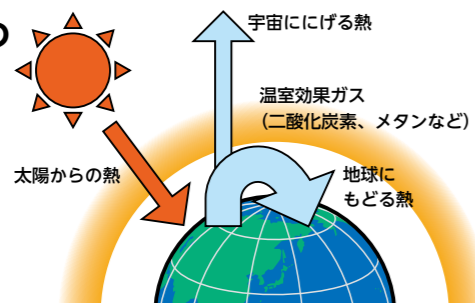 宇宙ににげる熱
温室効果ガス
(二酸化炭素、メタンなど)
太陽からの熱
地球に
もどる熱